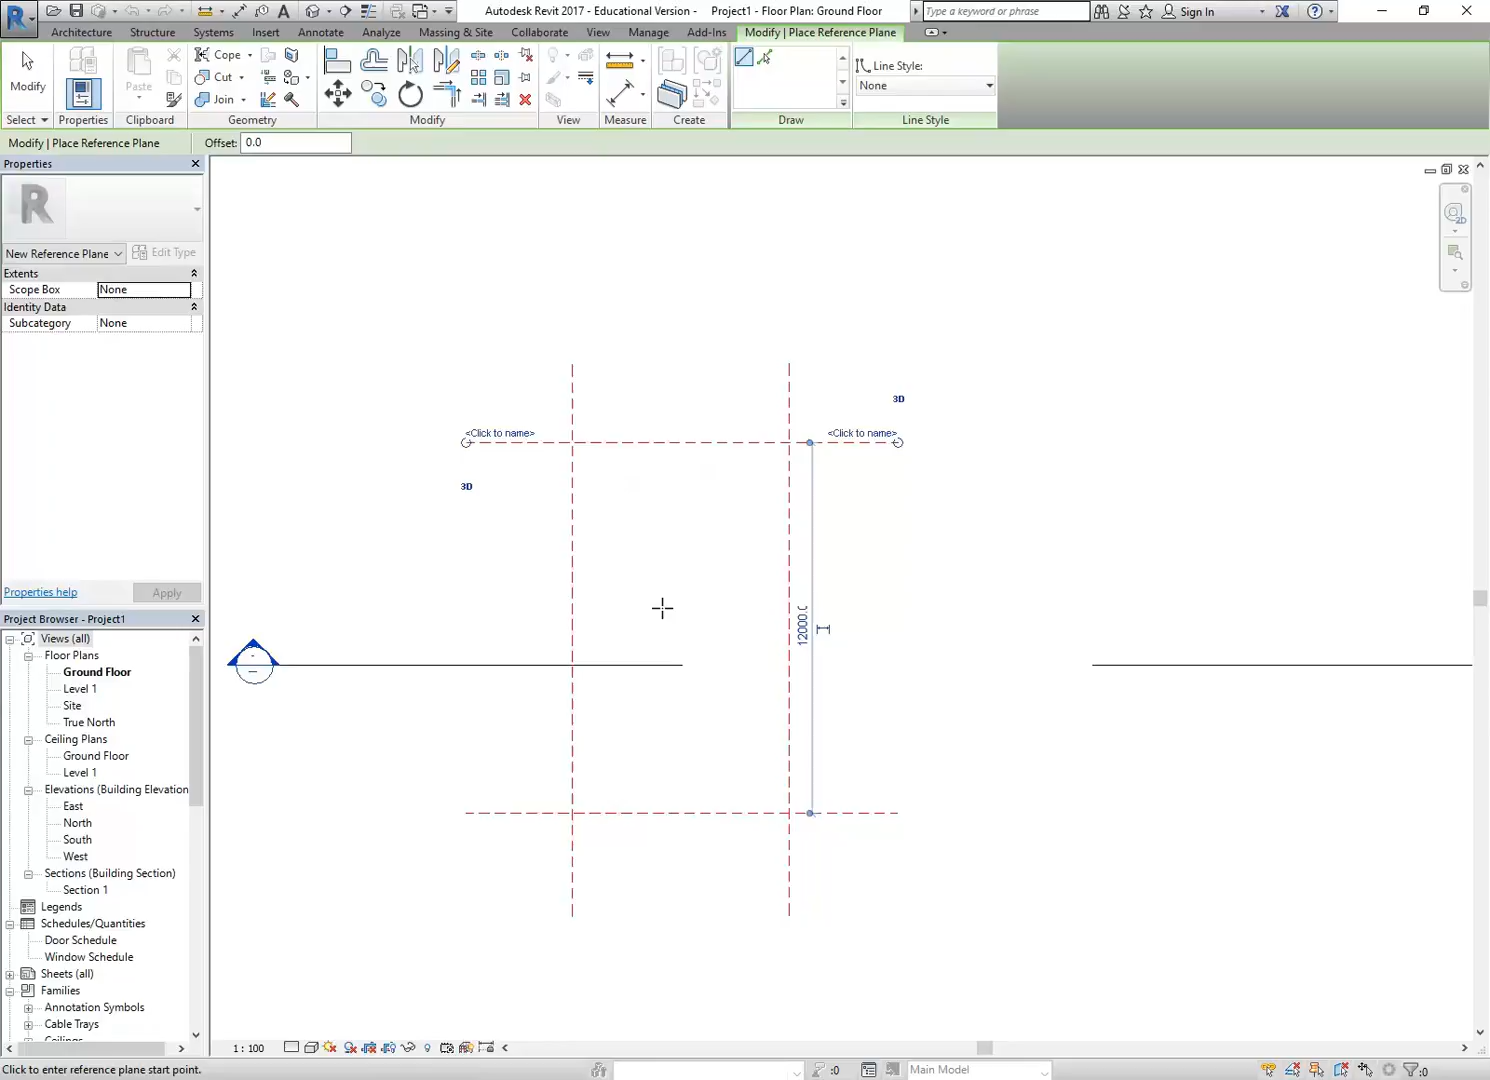 Autodesk Revit 2017 - Educational Version - Project1 - Floor Plan: Ground Floor
Type a keyword or phrase
Sign In
Architecture Structure Systems Insert Annotate Analyze Massing & Site Collaborate View Manage Add-Ins Modify | Place Reference Plane
Modify
Paste
Cope
Cut
Join
Line Style:
None
Select Properties Clipboard Geometry Modify View Measure Create Draw Line Style
Modify | Place Reference Plane Offset: 0.0
Properties
R
New Reference Plane Edit Type
Extents
Scope Box None
Identity Data
Subcategory None
Properties help Apply
Project Browser - Project1
Views (all)
Floor Plans
Ground Floor
Level 1
Site
True North
Ceiling Plans
Ground Floor
Level 1
Elevations (Building Elevation
East
North
South
West
Sections (Building Section)
Section 1
Legends
Schedules/Quantities
Door Schedule
Window Schedule
Sheets (all)
Families
Annotation Symbols
Cable Trays
2D
3D
<Click to name> <Click to name>
3D
12000.0
1 : 100
Click to enter reference plane start point.
:0
Main Model
:0